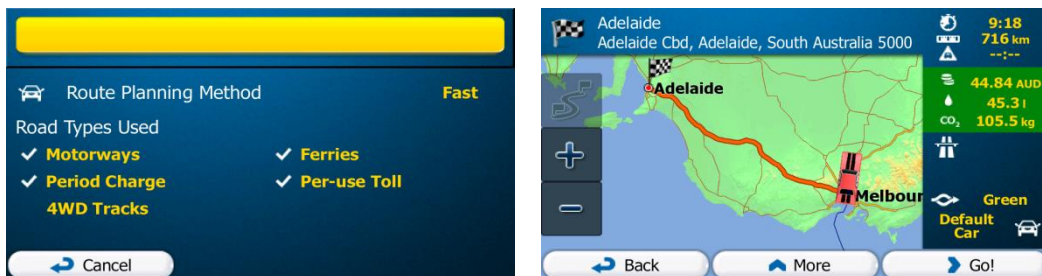 Route Planning Method Fast
Road Types Used
Motorways Ferries
Period Charge Per-use Toll
4WD Tracks
Cancel
Adelaide
Adelaide Cbd, Adelaide, South Australia 5000
9:18
716 km
--:--
44.84 AUD
45.3 l
CO₂ 105.5 kg
Adelaide
Melbour
Green
Default
Car
Back More Go!